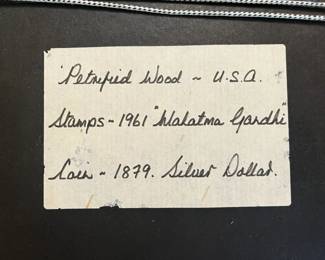 Petrified Wood ~ U.S.A.
Stamps - 1961 "Mahatma Gandhi"
Coin ~ 1879. Silver Dollar.